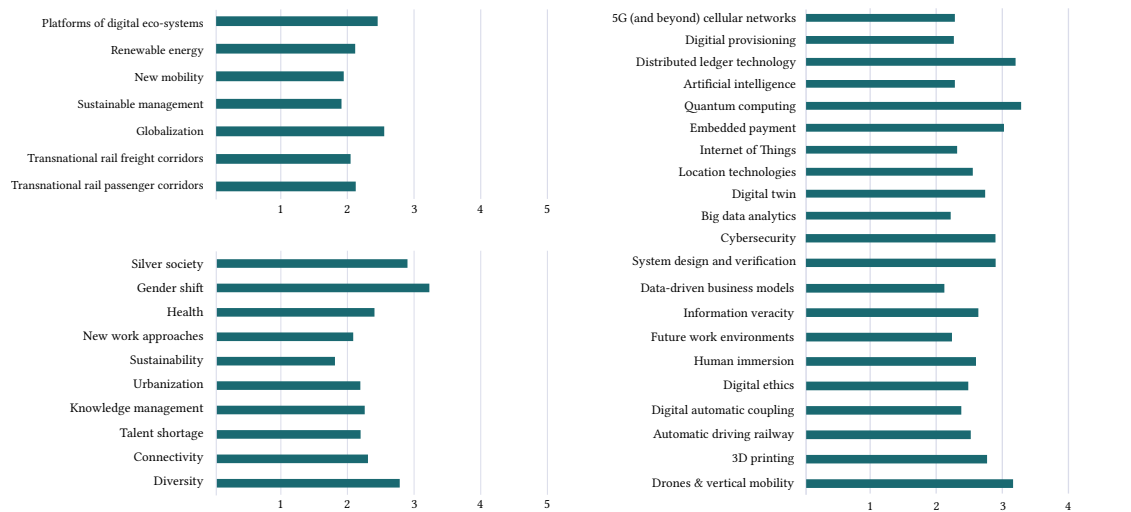 Platforms of digital eco-systems
Renewable energy
New mobility
Sustainable management
Globalization
Transnational rail freight corridors
Transnational rail passenger corridors
1 2 3 4 5
Silver society
Gender shift
Health
New work approaches
Sustainability
Urbanization
Knowledge management
Talent shortage
Connectivity
Diversity
1 2 3 4 5
5G (and beyond) cellular networks
Digitial provisioning
Distributed ledger technology
Artificial intelligence
Quantum computing
Embedded payment
Internet of Things
Location technologies
Digital twin
Big data analytics
Cybersecurity
System design and verification
Data-driven business models
Information veracity
Future work environments
Human immersion
Digital ethics
Digital automatic coupling
Automatic driving railway
3D printing
Drones & vertical mobility
1 2 3 4